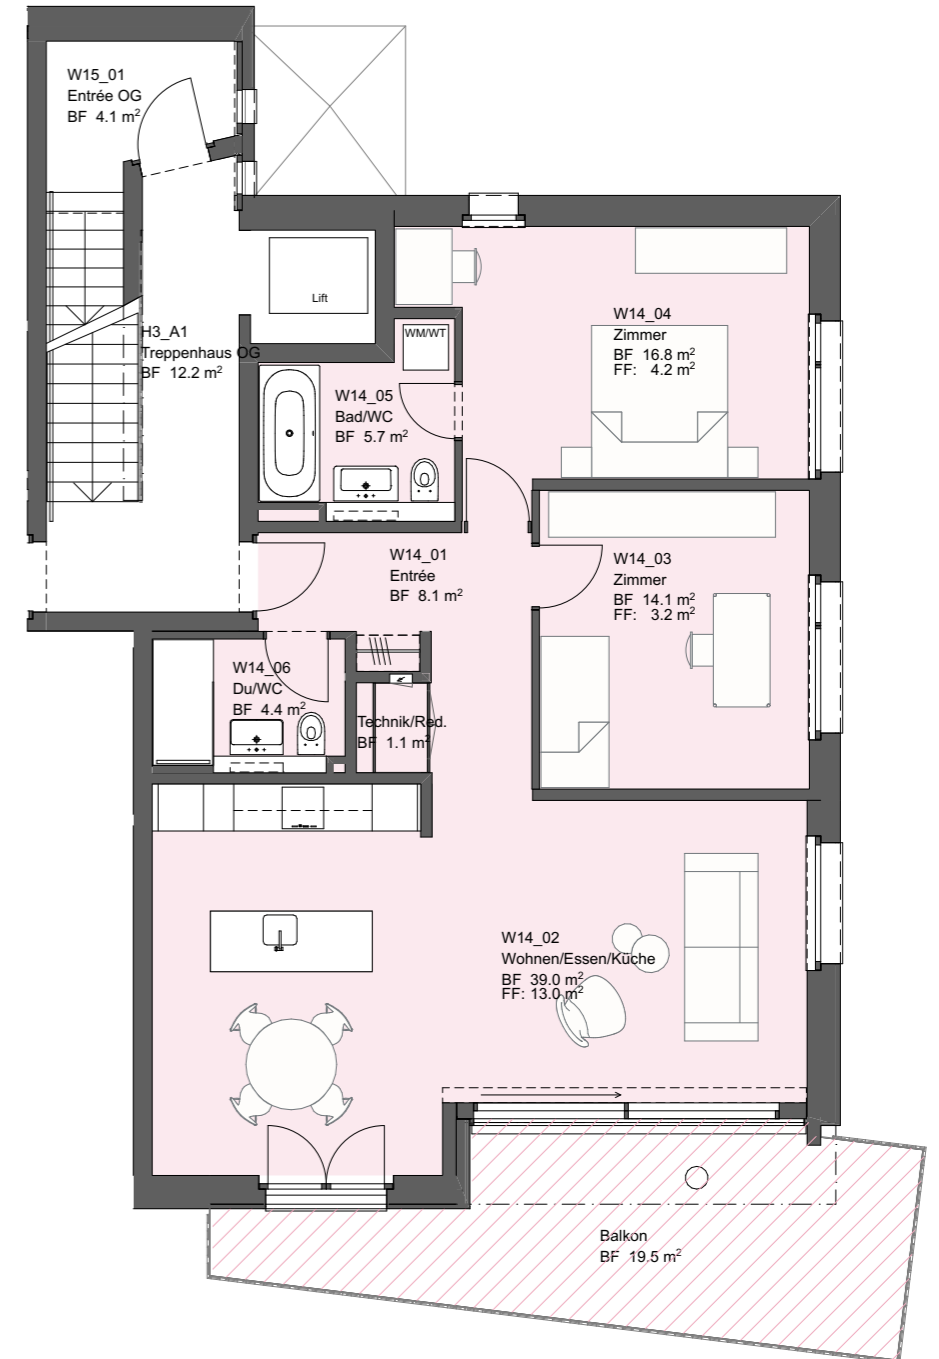 W15_01
Entrée OG
BF 4.1 m²
Lift
H3_A1
Treppenhaus OG
BF 12.2 m²
WM/WT
W14_04
Zimmer
BF 16.8 m²
FF: 4.2 m²
W14_05
Bad/WC
BF 5.7 m²
W14_01
Entrée
BF 8.1 m²
W14_03
Zimmer
BF 14.1 m²
FF: 3.2 m²
W14_06
Du/WC
BF 4.4 m²
Technik/Red.
BF 1.1 m²
W14_02
Wohnen/Essen/Küche
BF 39.0 m²
FF: 13.0 m²
Balkon
BF 19.5 m²